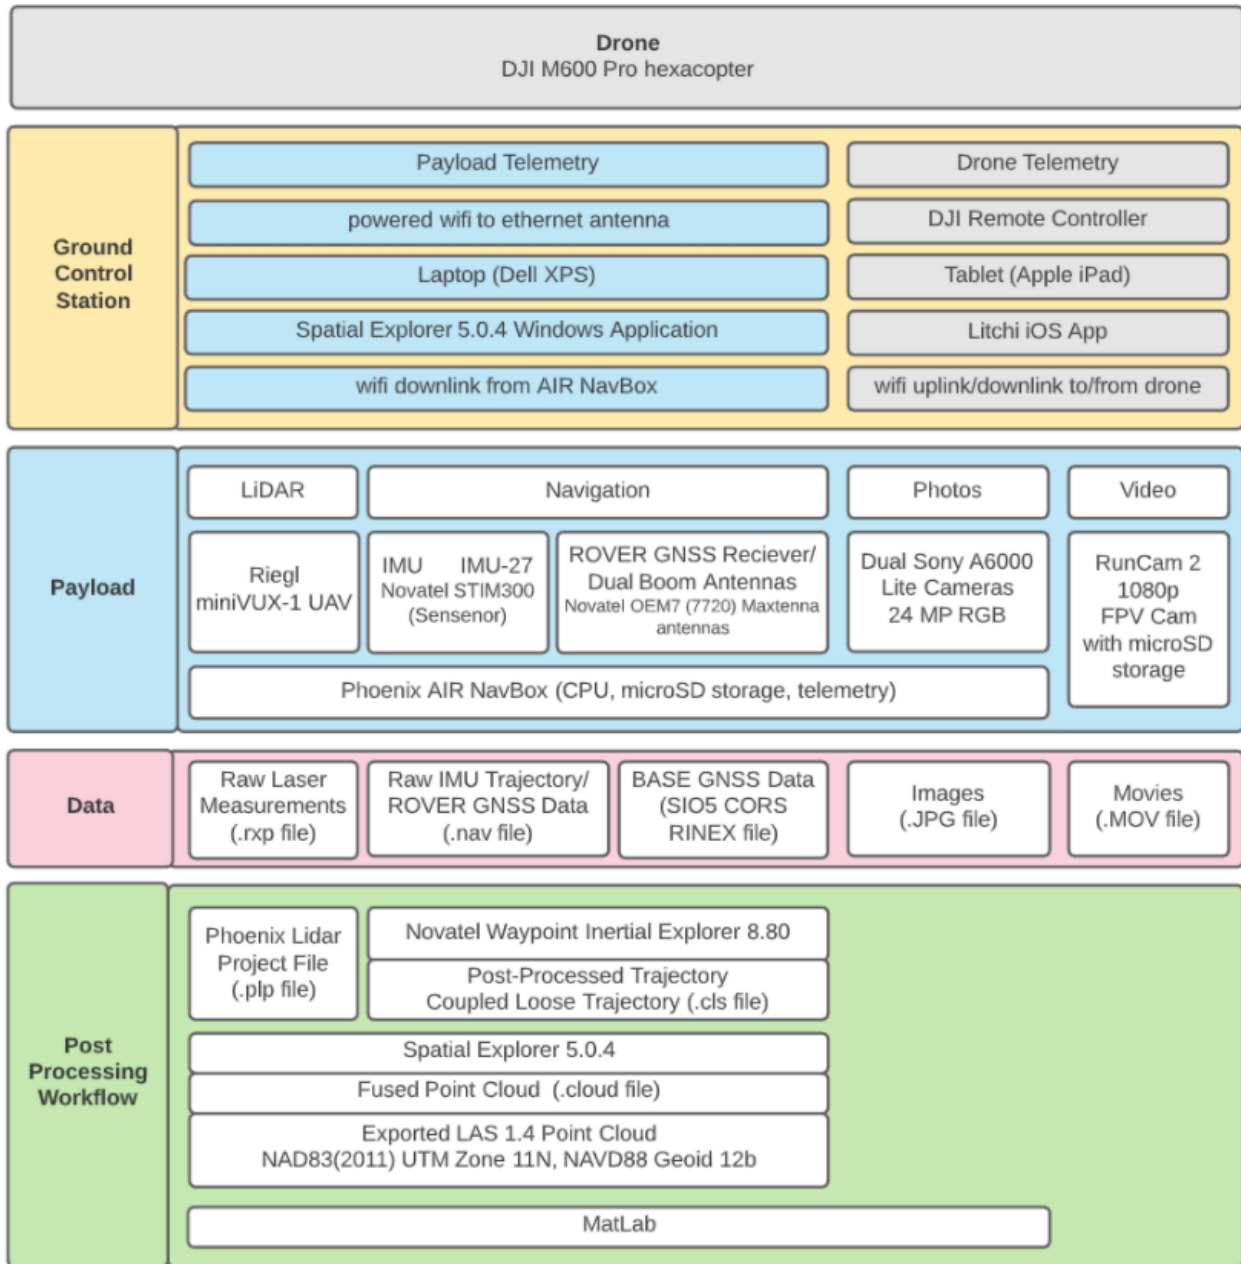 Drone
DJI M600 Pro hexacopter
Ground
Control
Station
Payload Telemetry
powered wifi to ethernet antenna
Laptop (Dell XPS)
Spatial Explorer 5.0.4 Windows Application
wifi downlink from AIR NavBox
Drone Telemetry
DJI Remote Controller
Tablet (Apple iPad)
Litchi iOS App
wifi uplink/downlink to/from drone
Payload
LiDAR
Navigation
Photos
Video
Riegl
miniVUX-1 UAV
IMU IMU-27
Novatel STIM300
(Sensenor)
ROVER GNSS Reciever/
Dual Boom Antennas
Novatel OEM7 (7720) Maxtenna
antennas
Dual Sony A6000
Lite Cameras
24 MP RGB
RunCam 2
1080p
FPV Cam
with microSD
storage
Phoenix AIR NavBox (CPU, microSD storage, telemetry)
Data
Raw Laser
Measurements
(.rxp file)
Raw IMU Trajectory/
ROVER GNSS Data
(.nav file)
BASE GNSS Data
(SIO5 CORS
RINEX file)
Images
(.JPG file)
Movies
(.MOV file)
Post
Processing
Workflow
Phoenix Lidar
Project File
(.plp file)
Novatel Waypoint Inertial Explorer 8.80
Post-Processed Trajectory
Coupled Loose Trajectory (.cls file)
Spatial Explorer 5.0.4
Fused Point Cloud (.cloud file)
Exported LAS 1.4 Point Cloud
NAD83(2011) UTM Zone 11N, NAVD88 Geoid 12b
MatLab